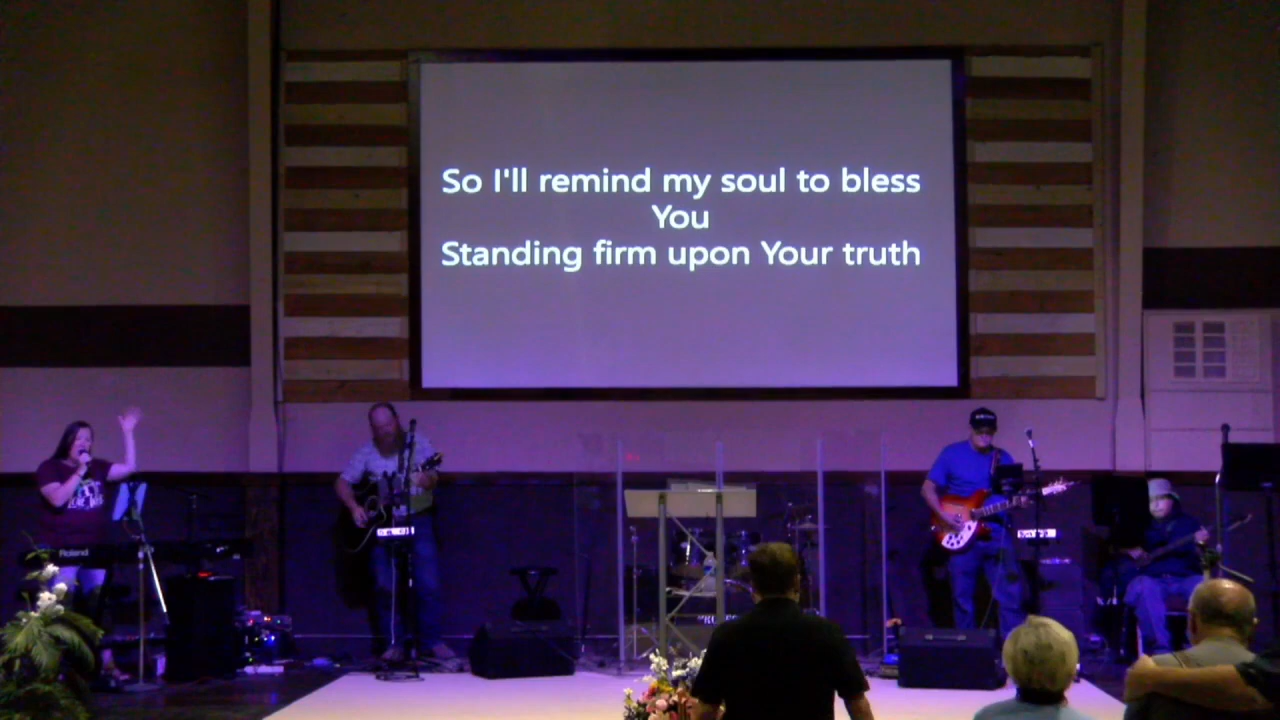 So I'll remind my soul to bless
You
Standing firm upon Your truth
Roland